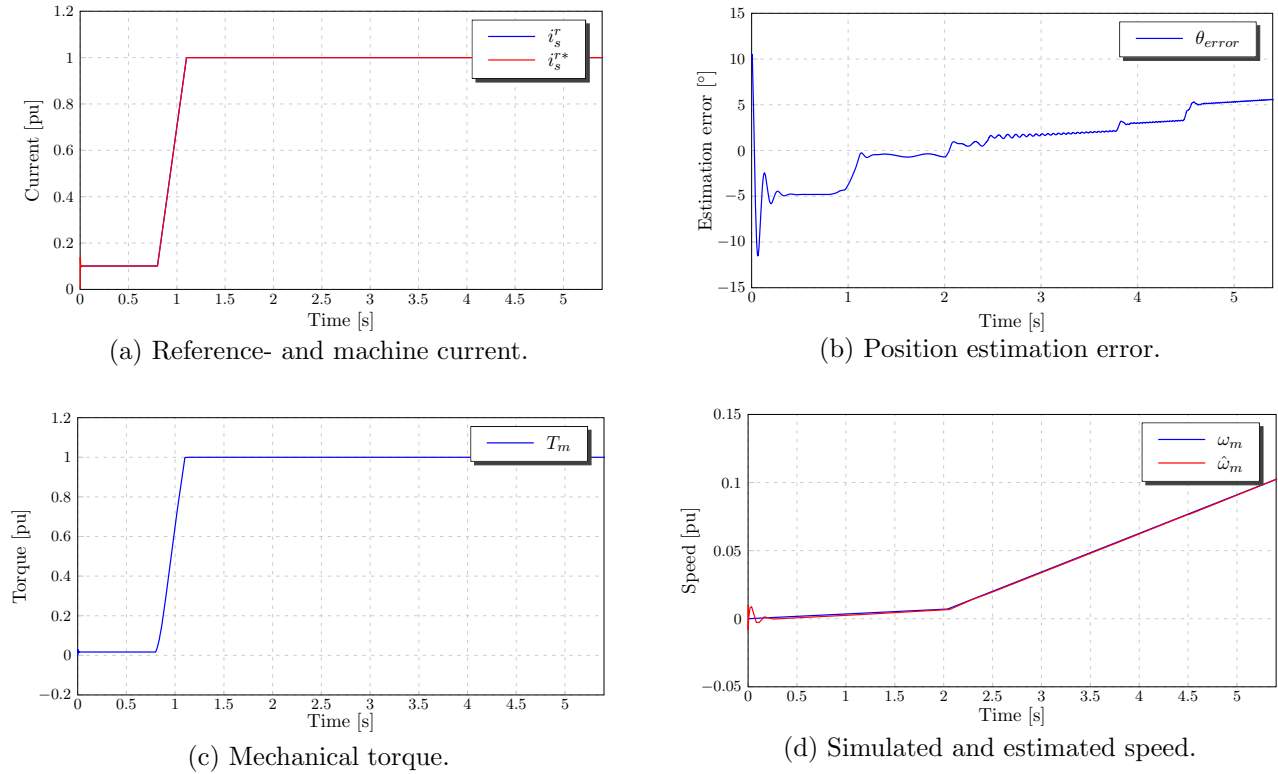 1.2
1
0.8
0.6
0.4
0.2
0
Current [pu]
0 0.5 1 1.5 2 2.5 3 3.5 4 4.5 5
Time [s]
i_s^r
i_s^{r*}
(a) Reference- and machine current.
15
10
5
0
−5
−10
−15
Estimation error [°]
0 1 2 3 4 5
Time [s]
θ_{error}
(b) Position estimation error.
1.2
1
0.8
0.6
0.4
0.2
0
−0.2
Torque [pu]
0 0.5 1 1.5 2 2.5 3 3.5 4 4.5 5
Time [s]
T_m
(c) Mechanical torque.
0.15
0.1
0.05
0
−0.05
Speed [pu]
0 0.5 1 1.5 2 2.5 3 3.5 4 4.5 5
Time [s]
ω_m
ω̂_m
(d) Simulated and estimated speed.